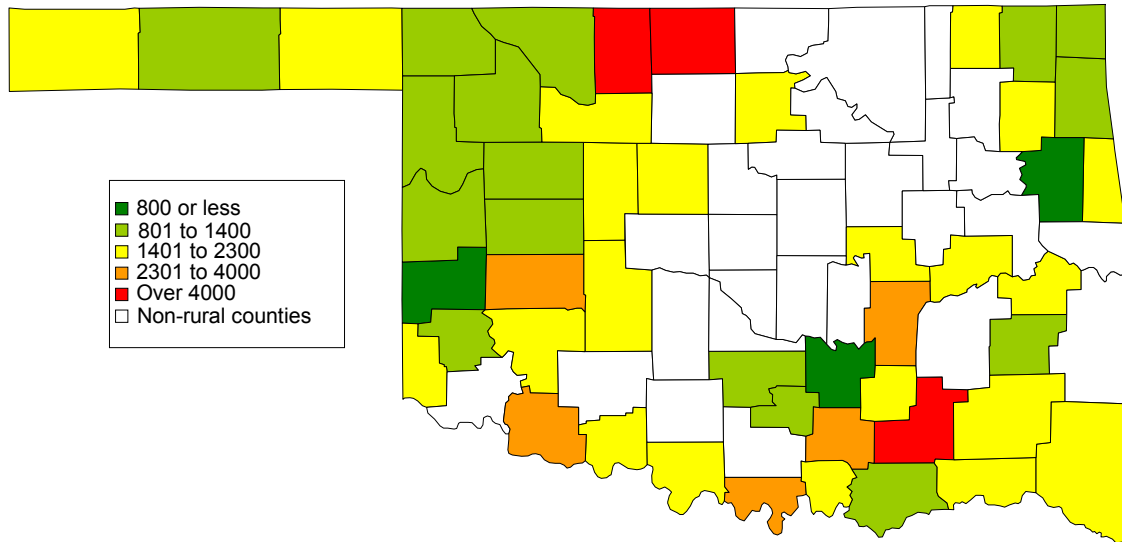 800 or less
801 to 1400
1401 to 2300
2301 to 4000
Over 4000
Non-rural counties